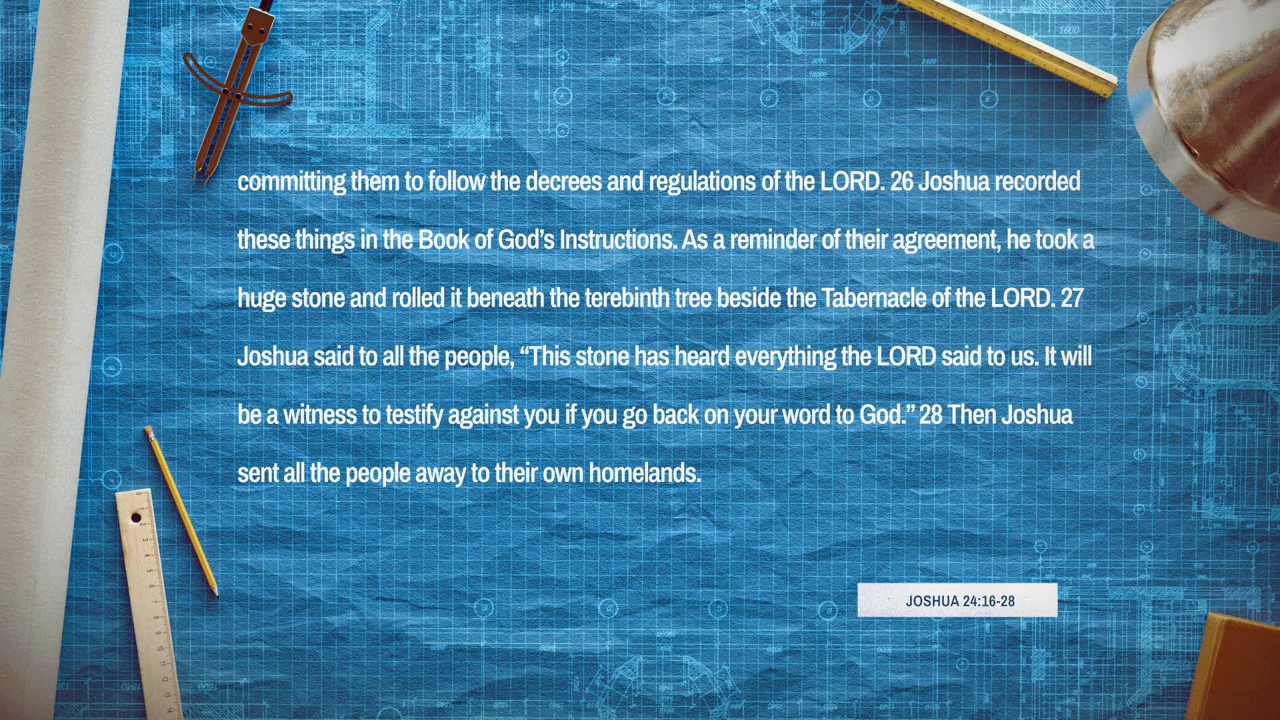 committing them to follow the decrees and regulations of the LORD. 26 Joshua recorded
these things in the Book of God’s Instructions. As a reminder of their agreement, he took a
huge stone and rolled it beneath the terebinth tree beside the Tabernacle of the LORD. 27
Joshua said to all the people, “This stone has heard everything the LORD said to us. It will
be a witness to testify against you if you go back on your word to God.” 28 Then Joshua
sent all the people away to their own homelands.
JOSHUA 24:16-28